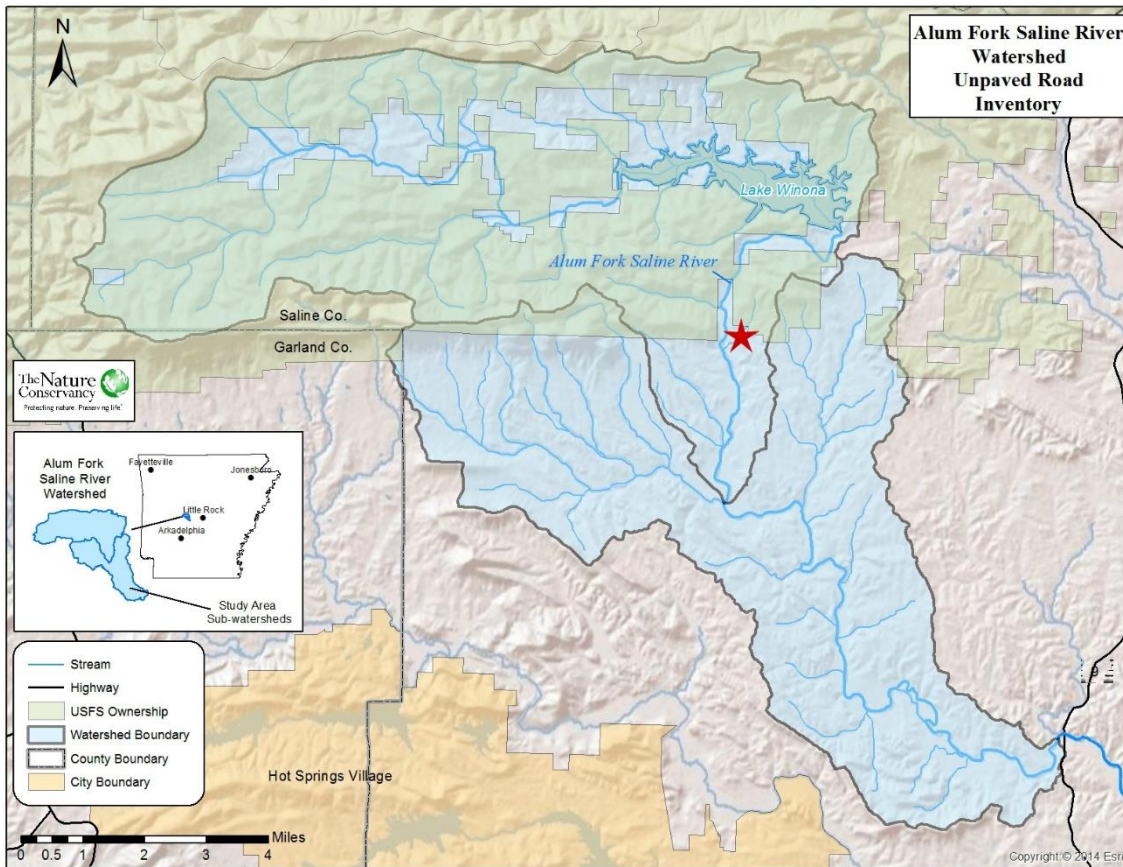 N
Alum Fork Saline River
Watershed
Unpaved Road
Inventory
Lake Winona
Alum Fork Saline River
Saline Co.
Garland Co.
The Nature
Conservancy
Protecting nature. Preserving life.
Alum Fork
Saline River
Watershed
Fayetteville
Jonesboro
Little Rock
Arkadelphia
Study Area
Sub-watersheds
Stream
Highway
USFS Ownership
Watershed Boundary
County Boundary
City Boundary
Hot Springs Village
9
Miles
0 0.5 1 2 3 4
Copyright:© 2014 Esri